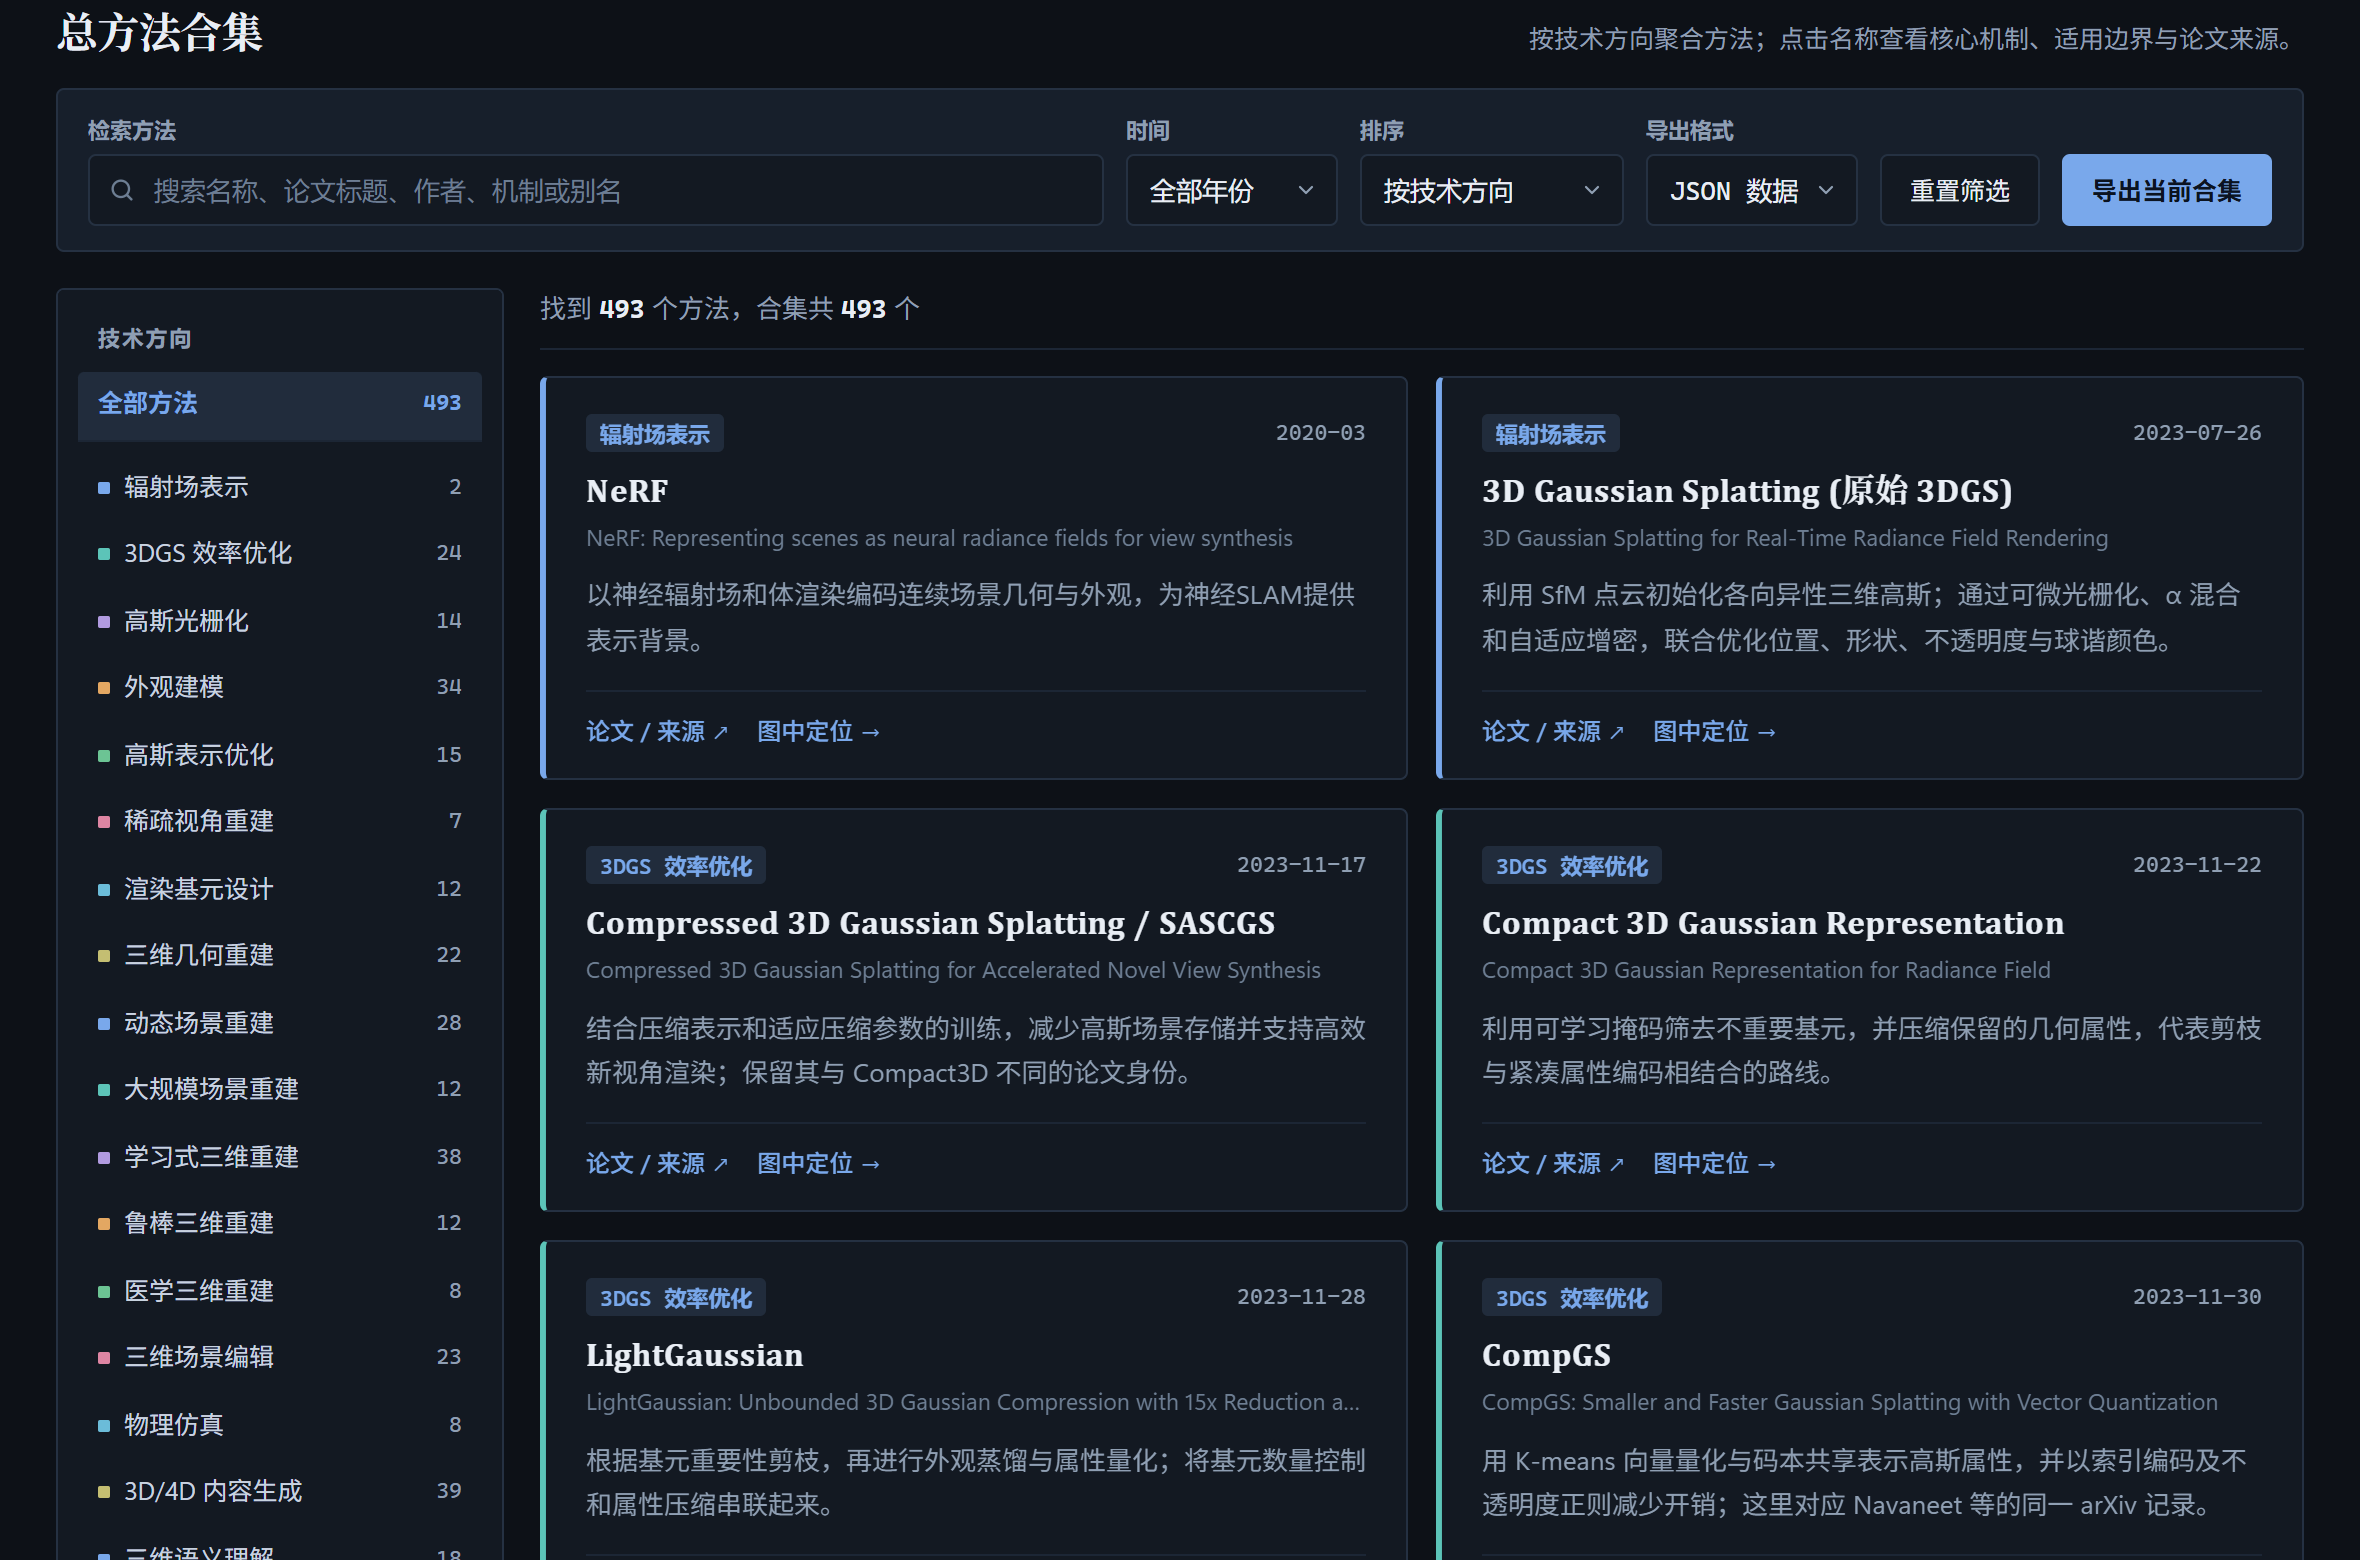 总方法合集
按技术方向聚合方法；点击名称查看核心机制、适用边界与论文来源。
检索方法
时间
排序
导出格式
搜索名称、论文标题、作者、机制或别名
全部年份
按技术方向
JSON 数据
重置筛选
导出当前合集
技术方向
全部方法 493
辐射场表示 2
3DGS 效率优化 24
高斯光栅化 14
外观建模 34
高斯表示优化 15
稀疏视角重建 7
渲染基元设计 12
三维几何重建 22
动态场景重建 28
大规模场景重建 12
学习式三维重建 38
鲁棒三维重建 12
医学三维重建 8
三维场景编辑 23
物理仿真 8
3D/4D 内容生成 39
三维语义理解 18
找到 493 个方法，合集共 493 个
辐射场表示 2020-03
NeRF
NeRF: Representing scenes as neural radiance fields for view synthesis
以神经辐射场和体渲染编码连续场景几何与外观，为神经SLAM提供
表示背景。
论文 / 来源 ↗ 图中定位 →
辐射场表示 2023-07-26
3D Gaussian Splatting (原始 3DGS)
3D Gaussian Splatting for Real-Time Radiance Field Rendering
利用 SfM 点云初始化各向异性三维高斯；通过可微光栅化、α 混合
和自适应增密，联合优化位置、形状、不透明度与球谐颜色。
论文 / 来源 ↗ 图中定位 →
3DGS 效率优化 2023-11-17
Compressed 3D Gaussian Splatting / SASCGS
Compressed 3D Gaussian Splatting for Accelerated Novel View Synthesis
结合压缩表示和适应压缩参数的训练，减少高斯场景存储并支持高效
新视角渲染；保留其与 Compact3D 不同的论文身份。
论文 / 来源 ↗ 图中定位 →
3DGS 效率优化 2023-11-22
Compact 3D Gaussian Representation
Compact 3D Gaussian Representation for Radiance Field
利用可学习掩码筛去不重要基元，并压缩保留的几何属性，代表剪枝
与紧凑属性编码相结合的路线。
论文 / 来源 ↗ 图中定位 →
3DGS 效率优化 2023-11-28
LightGaussian
LightGaussian: Unbounded 3D Gaussian Compression with 15x Reduction a...
根据基元重要性剪枝，再进行外观蒸馏与属性量化；将基元数量控制
和属性压缩串联起来。
3DGS 效率优化 2023-11-30
CompGS
CompGS: Smaller and Faster Gaussian Splatting with Vector Quantization
用 K-means 向量量化与码本共享表示高斯属性，并以索引编码及不
透明度正则减少开销；这里对应 Navaneet 等的同一 arXiv 记录。